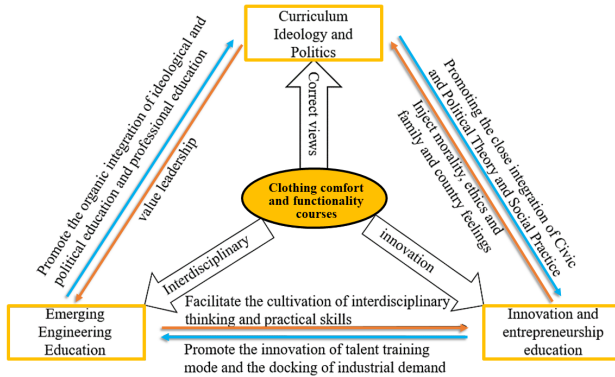 Curriculum
Ideology and
Politics
Promote the organic integration of ideological and
political education and professional education
value leadership
Correct views
Promoting the close integration of Civic
and Political Theory and Social Practice
Inject morality, ethics and
family and country feelings
Clothing comfort
and functionality
courses
Interdisciplinary
innovation
Emerging
Engineering
Education
Facilitate the cultivation of interdisciplinary
thinking and practical skills
Promote the innovation of talent training
mode and the docking of industrial demand
Innovation and
entrepreneurship
education